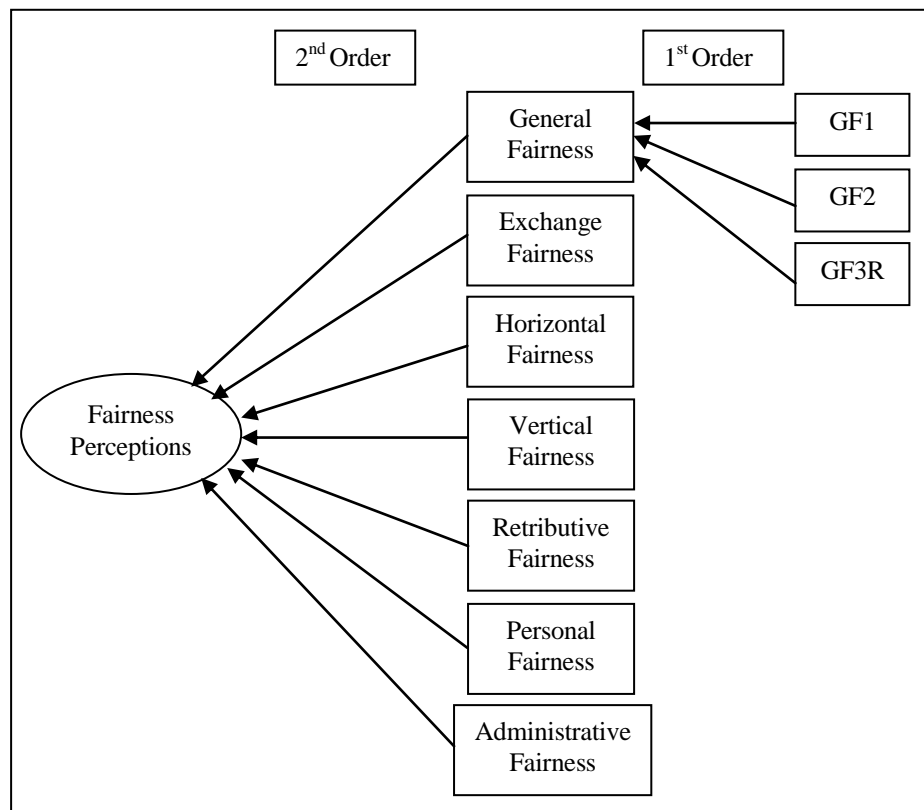 2nd Order
1st Order
General
Fairness
GF1
GF2
GF3R
Exchange
Fairness
Horizontal
Fairness
Fairness
Perceptions
Vertical
Fairness
Retributive
Fairness
Personal
Fairness
Administrative
Fairness